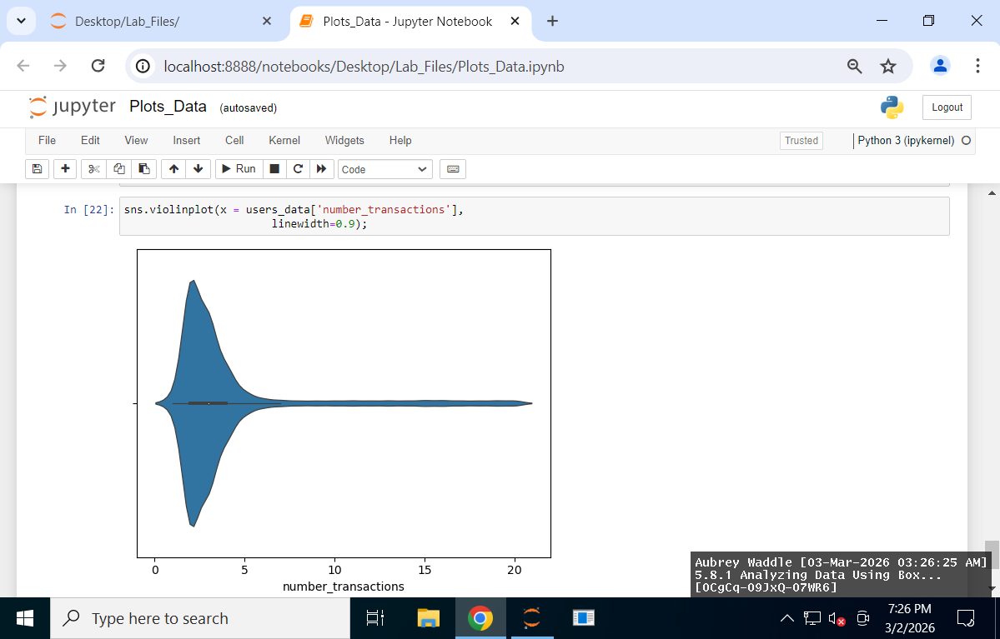 Desktop/Lab_Files/
Plots_Data - Jupyter Notebook
localhost:8888/notebooks/Desktop/Lab_Files/Plots_Data.ipynb
jupyter Plots_Data (autosaved)
Logout
File Edit View Insert Cell Kernel Widgets Help
Trusted
Python 3 (ipykernel)
Run
Code
In [22]: sns.violinplot(x = users_data['number_transactions'],
linewidth=0.9);
0 5 10 15 20
number_transactions
Aubrey Waddle [03-Mar-2026 03:26:25 AM]
5.8.1 Analyzing Data Using Box...
[OCgCq-O9JxQ-O7WR6]
Type here to search
7:26 PM
3/2/2026